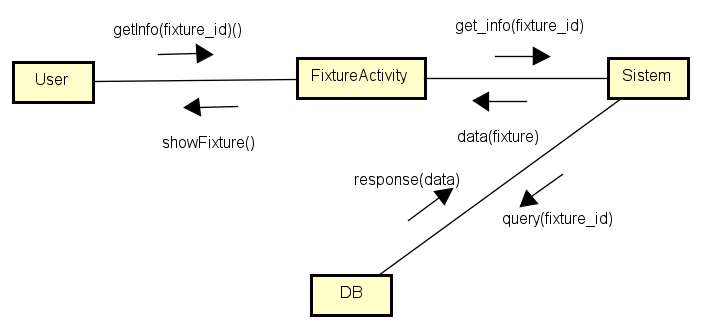 getInfo(fixture_id)()
get_info(fixture_id)
User
FixtureActivity
Sistem
showFixture()
data(fixture)
response(data)
query(fixture_id)
DB